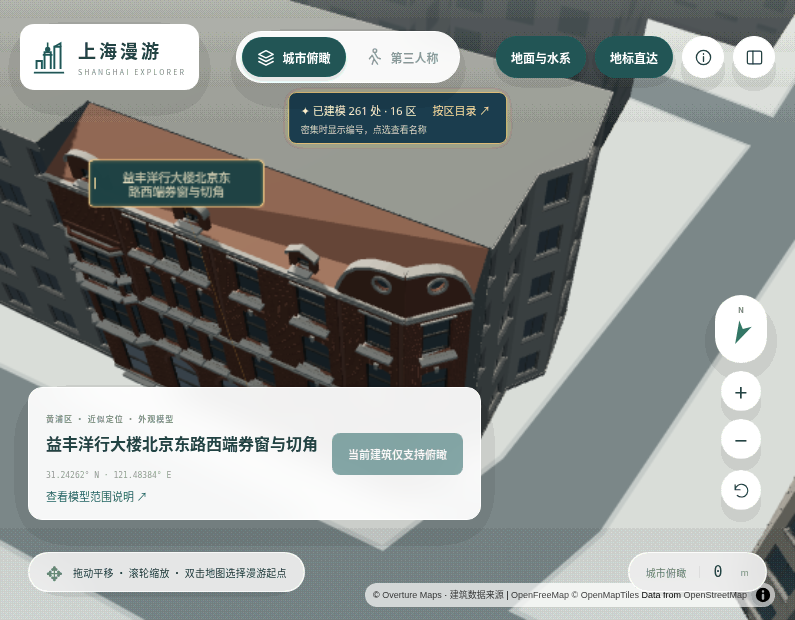 上海漫游
SHANGHAI EXPLORER
城市俯瞰
第三人称
地面与水系
地标直达
✦ 已建模 261 处 · 16 区 按区目录 ↗
密集时显示编号，点选查看名称
益丰洋行大楼北京东
路西端券窗与切角
N
黄浦区 · 近似定位 · 外观模型
益丰洋行大楼北京东路西端券窗与切角
当前建筑仅支持俯瞰
31.24262° N · 121.48384° E
查看模型范围说明 ↗
拖动平移 · 滚轮缩放 · 双击地图选择漫游起点
城市俯瞰 0 m
© Overture Maps · 建筑数据来源 | OpenFreeMap © OpenMapTiles Data from OpenStreetMap